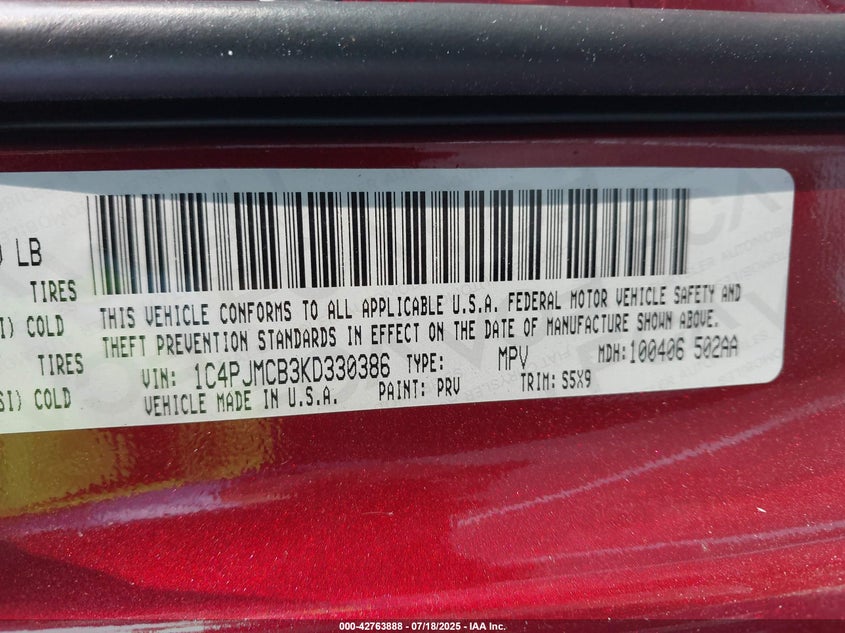 ) LB
TIRES
I) COLD
TIRES
SI) COLD
THIS VEHICLE CONFORMS TO ALL APPLICABLE U.S.A. FEDERAL MOTOR VEHICLE SAFETY AND
THEFT PREVENTION STANDARDS IN EFFECT ON THE DATE OF MANUFACTURE SHOWN ABOVE.
VIN: 1C4PJMCB3KD330386 TYPE: MPV MDH:100406 502AA
VEHICLE MADE IN U.S.A. PAINT: PRV TRIM: S5X9
000-42763888 / 07/18/2025 - IAA Inc.